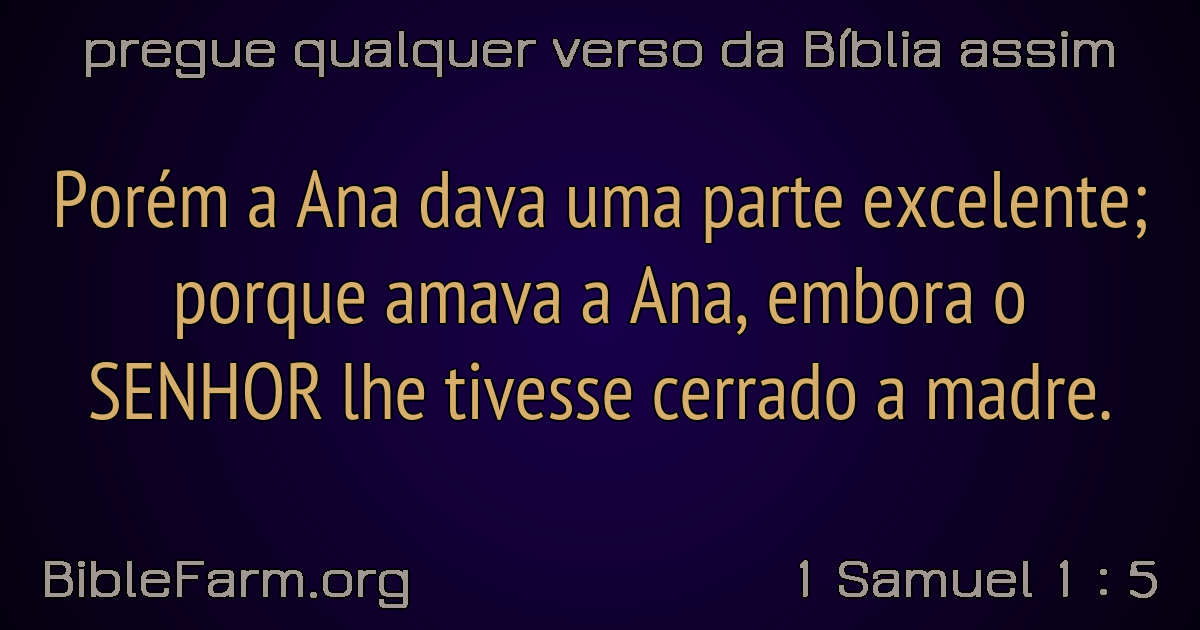 pregue qualquer verso da Bíblia assim
Porém a Ana dava uma parte excelente;
porque amava a Ana, embora o
SENHOR lhe tivesse cerrado a madre.
BibleFarm.org
1 Samuel 1 : 5